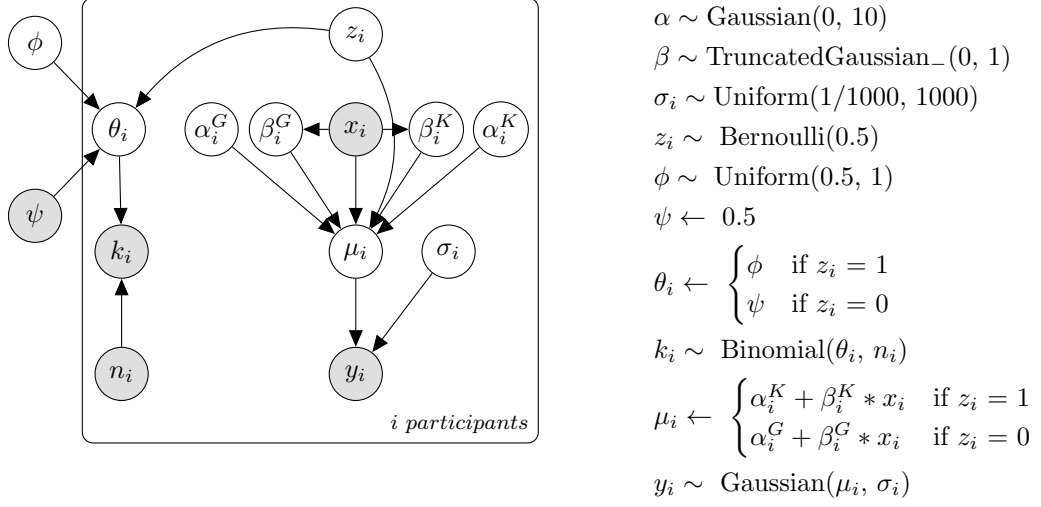 ϕ
z_i
θ_i
α_i^G
β_i^G
x_i
β_i^K
α_i^K
ψ
k_i
μ_i
σ_i
n_i
y_i
i participants
α ∼ Gaussian(0, 10)
β ∼ TruncatedGaussian_−(0, 1)
σ_i ∼ Uniform(1/1000, 1000)
z_i ∼ Bernoulli(0.5)
ϕ ∼ Uniform(0.5, 1)
ψ ← 0.5
θ_i ← { ϕ if z_i = 1
ψ if z_i = 0
k_i ∼ Binomial(θ_i, n_i)
μ_i ← { α_i^K + β_i^K ∗ x_i if z_i = 1
α_i^G + β_i^G ∗ x_i if z_i = 0
y_i ∼ Gaussian(μ_i, σ_i)